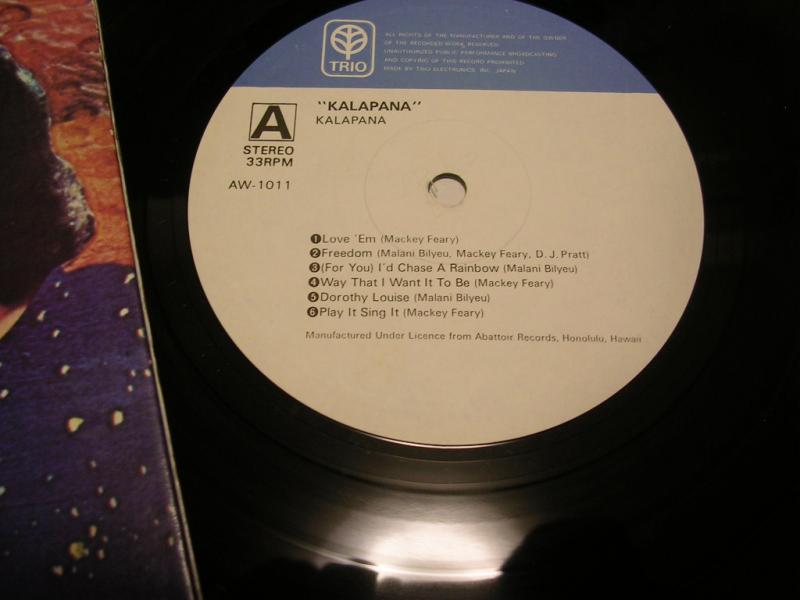 TRIO
ALL RIGHTS OF THE MANUFACTURER AND OF THE OWNER
OF THE RECORDED WORK RESERVED
UNAUTHORIZED PUBLIC PERFORMANCE BROADCASTING
AND COPYING OF THIS RECORD PROHIBITED
MADE BY TRIO ELECTRONICS, INC. JAPAN
A
STEREO
33RPM
AW-1011
"KALAPANA"
KALAPANA
❶Love 'Em (Mackey Feary)
❷Freedom (Malani Bilyeu, Mackey Feary, D. J. Pratt)
❸(For You) I'd Chase A Rainbow (Malani Bilyeu)
❹Way That I Want It To Be (Mackey Feary)
❺Dorothy Louise (Malani Bilyeu)
❻Play It Sing It (Mackey Feary)
Manufactured Under Licence from Abattoir Records, Honolulu, Hawaii